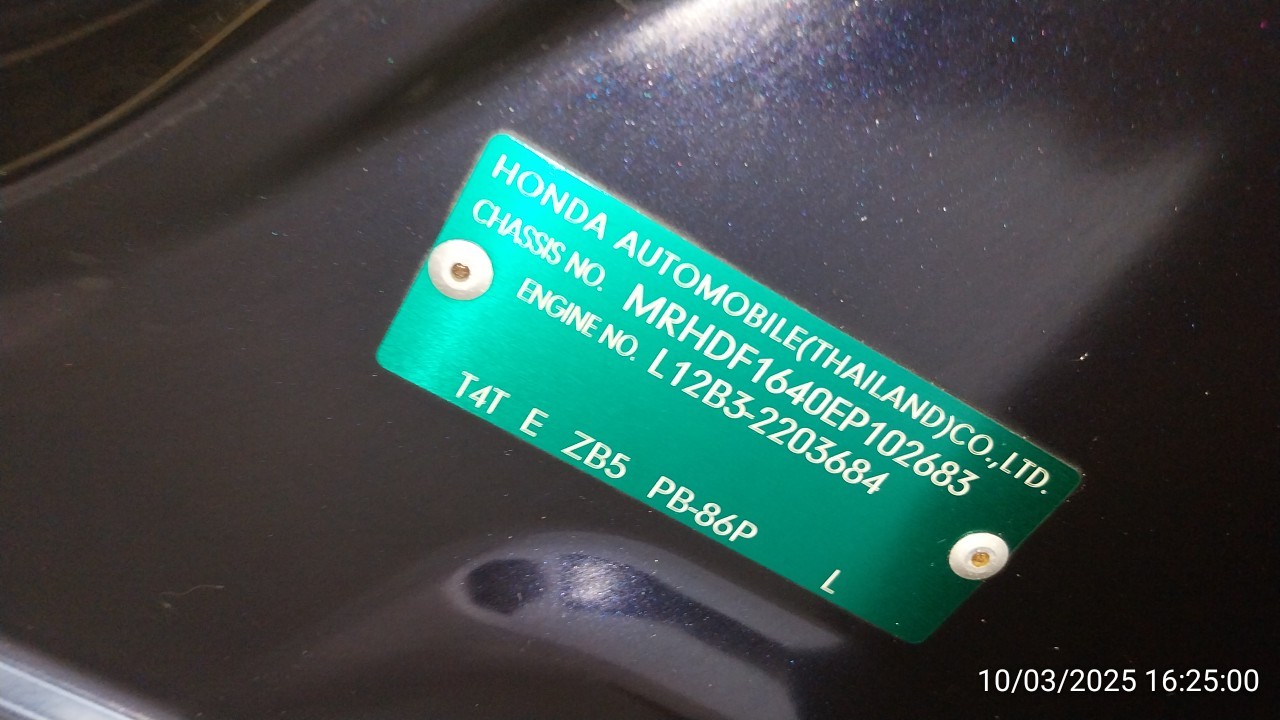 HONDA AUTOMOBILE(THAILAND)CO.,LTD.
CHASSIS NO. MRHDF1640EP102683
ENGINE NO. L12B3-2203684
T4T E ZB5 PB-86P L
10/03/2025 16:25:00